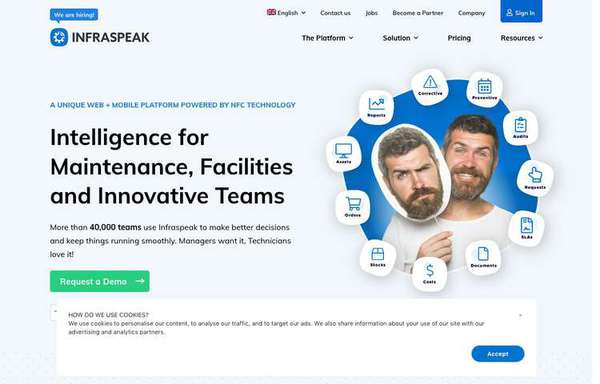 We are hiring!
English
Contact us
Jobs
Become a Partner
Company
Sign In
INFRASPEAK
The Platform
Solution
Pricing
Resources
A UNIQUE WEB + MOBILE PLATFORM POWERED BY NFC TECHNOLOGY
Intelligence for
Maintenance, Facilities
and Innovative Teams
More than 40,000 teams use Infraspeak to make better decisions
and keep things running smoothly. Managers want it, Technicians
love it!
Request a Demo
Corrective
Preventive
Reports
Audits
Assets
Requests
Orders
SLAs
Stocks
Documents
Costs
HOW DO WE USE COOKIES?
×
We use cookies to personalise our content, to analyse our traffic, and to target our ads. We also share information about your use of our site with our
advertising and analytics partners.
Accept